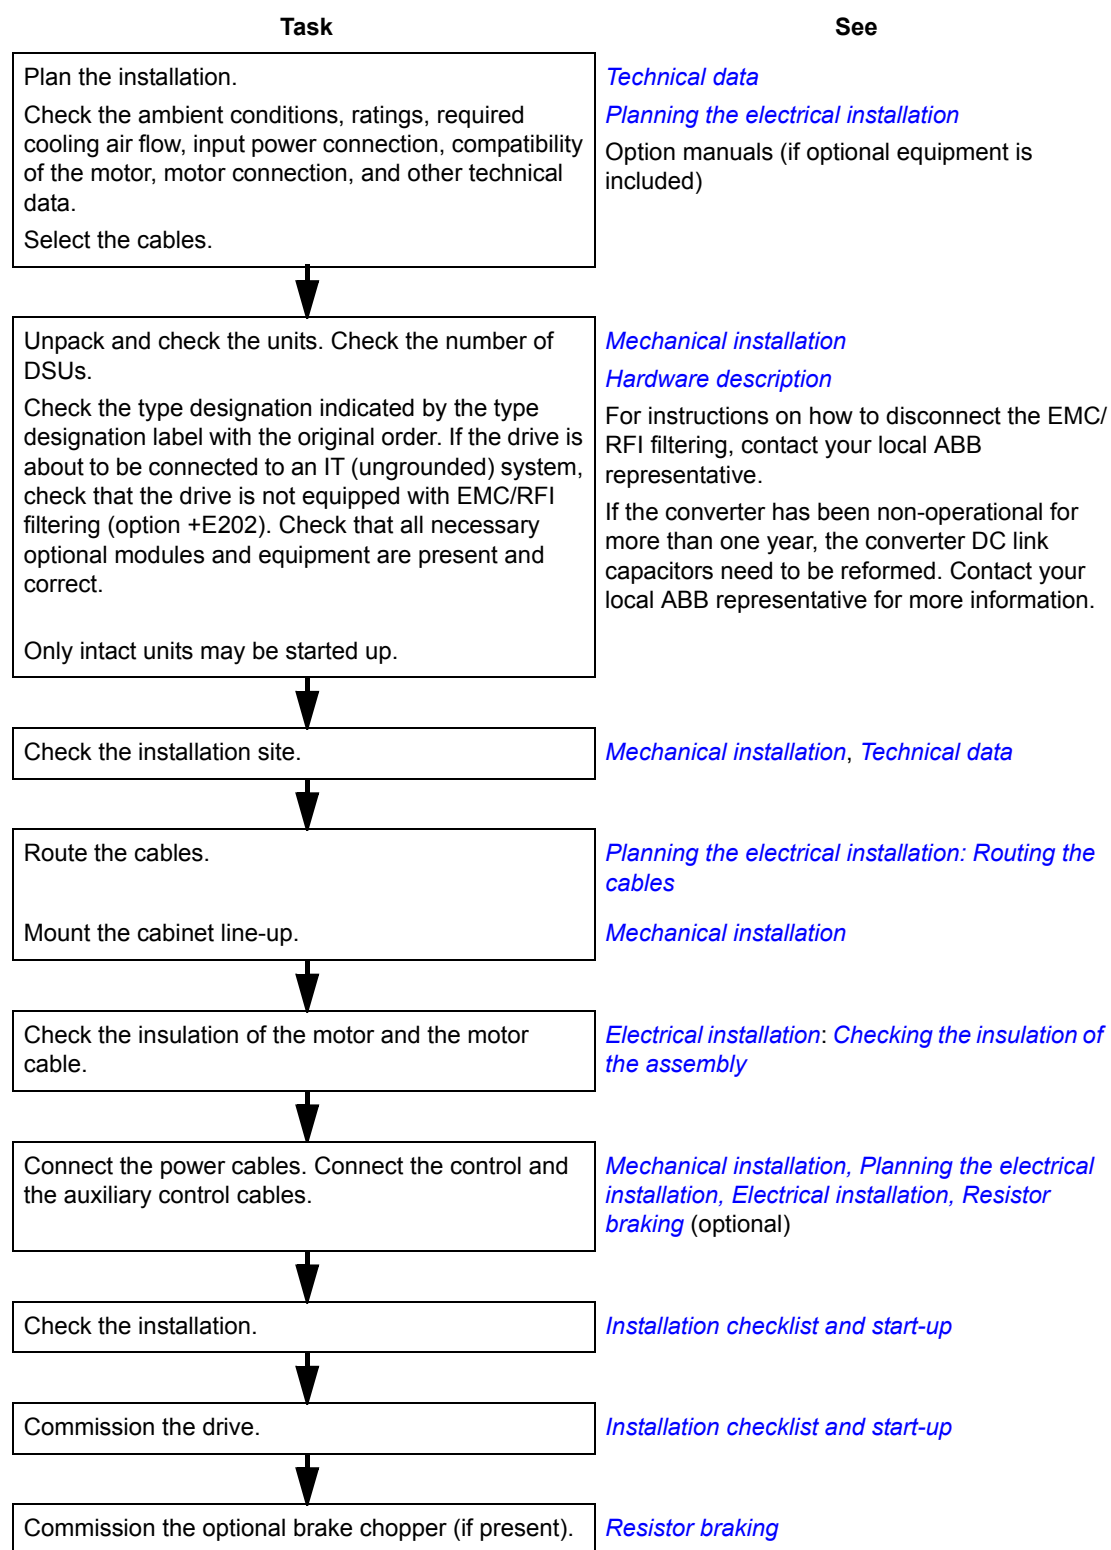 Task
See
Plan the installation.
Check the ambient conditions, ratings, required
cooling air flow, input power connection, compatibility
of the motor, motor connection, and other technical
data.
Select the cables.
Technical data
Planning the electrical installation
Option manuals (if optional equipment is
included)
Unpack and check the units. Check the number of
DSUs.
Check the type designation indicated by the type
designation label with the original order. If the drive is
about to be connected to an IT (ungrounded) system,
check that the drive is not equipped with EMC/RFI
filtering (option +E202). Check that all necessary
optional modules and equipment are present and
correct.
Only intact units may be started up.
Mechanical installation
Hardware description
For instructions on how to disconnect the EMC/
RFI filtering, contact your local ABB
representative.
If the converter has been non-operational for
more than one year, the converter DC link
capacitors need to be reformed. Contact your
local ABB representative for more information.
Check the installation site.
Mechanical installation, Technical data
Route the cables.
Planning the electrical installation: Routing the
cables
Mount the cabinet line-up.
Mechanical installation
Check the insulation of the motor and the motor
cable.
Electrical installation: Checking the insulation of
the assembly
Connect the power cables. Connect the control and
the auxiliary control cables.
Mechanical installation, Planning the electrical
installation, Electrical installation, Resistor
braking (optional)
Check the installation.
Installation checklist and start-up
Commission the drive.
Installation checklist and start-up
Commission the optional brake chopper (if present).
Resistor braking